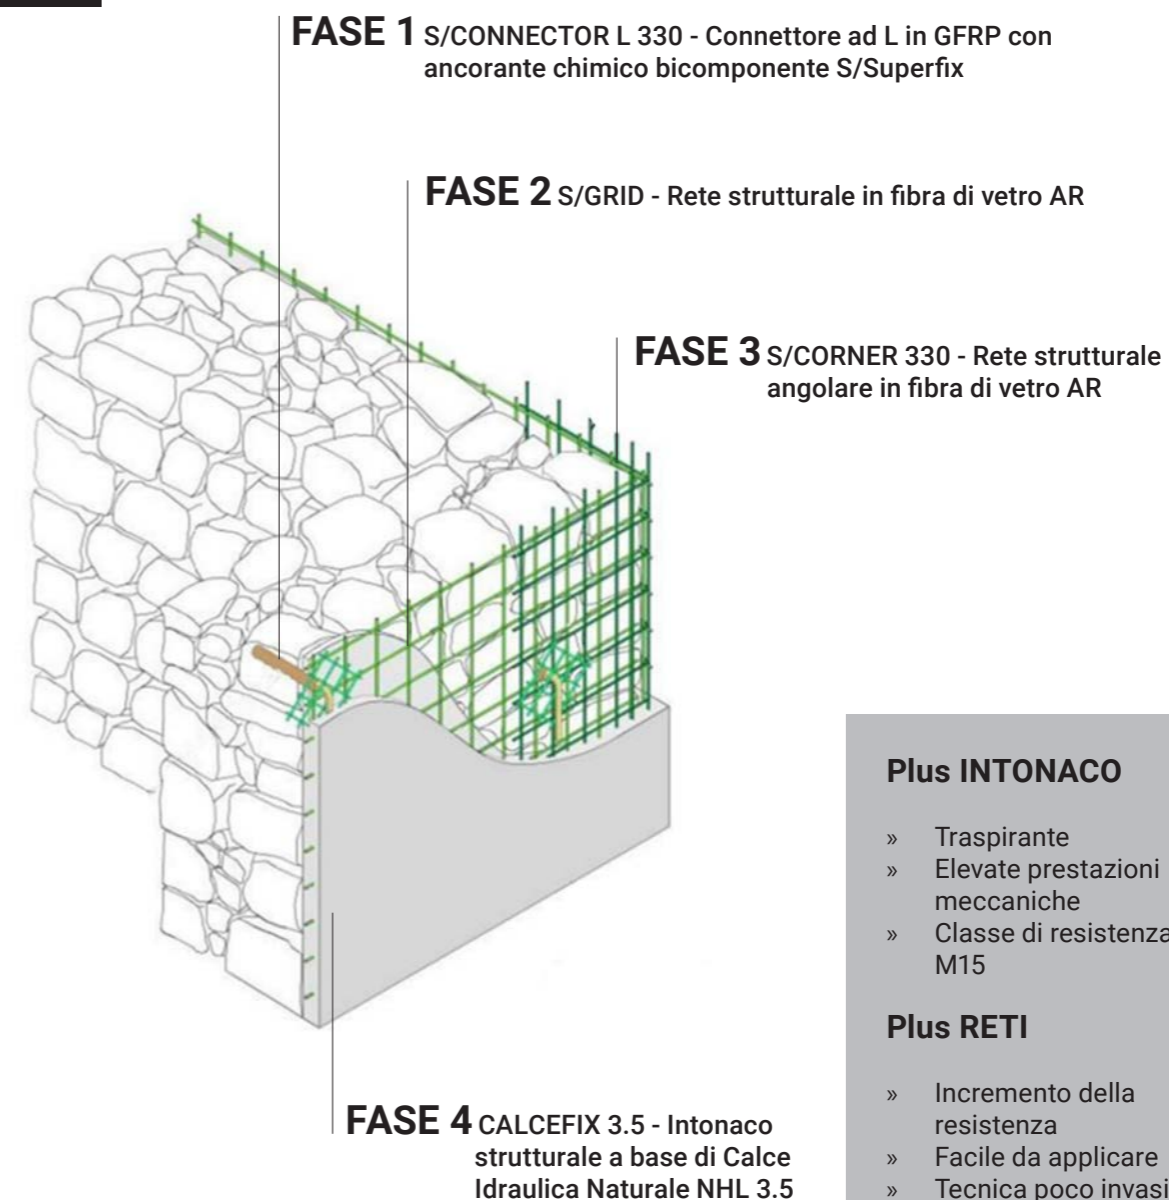 FASE 1 S/CONNECTOR L 330 - Connettore ad L in GFRP con
ancorante chimico bicomponente S/Superfix
FASE 2 S/GRID - Rete strutturale in fibra di vetro AR
FASE 3 S/CORNER 330 - Rete strutturale
angolare in fibra di vetro AR
FASE 4 CALCEFIX 3.5 - Intonaco
strutturale a base di Calce
Idraulica Naturale NHL 3.5
Plus INTONACO
» Traspirante
» Elevate prestazioni
meccaniche
» Classe di resistenza
M15
Plus RETI
» Incremento della
resistenza
» Facile da applicare
» Tecnica poco invasi